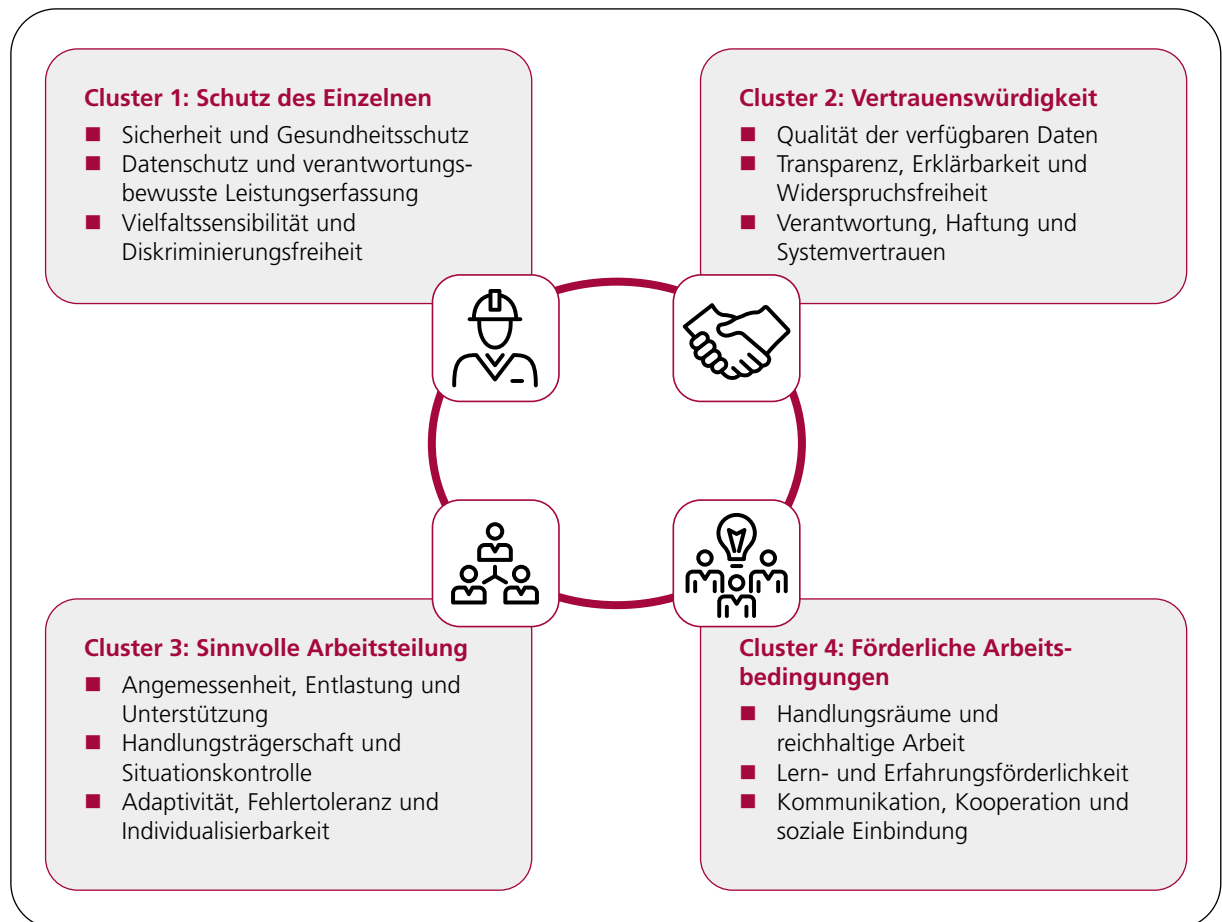 Cluster 1: Schutz des Einzelnen
■ Sicherheit und Gesundheitsschutz
■ Datenschutz und verantwortungs-
bewusste Leistungserfassung
■ Vielfaltssensibilität und
Diskriminierungsfreiheit
Cluster 2: Vertrauenswürdigkeit
■ Qualität der verfügbaren Daten
■ Transparenz, Erklärbarkeit und
Widerspruchsfreiheit
■ Verantwortung, Haftung und
Systemvertrauen
Cluster 3: Sinnvolle Arbeitsteilung
■ Angemessenheit, Entlastung und
Unterstützung
■ Handlungsträgerschaft und
Situationskontrolle
■ Adaptivität, Fehlertoleranz und
Individualisierbarkeit
Cluster 4: Förderliche Arbeits-
bedingungen
■ Handlungsräume und
reichhaltige Arbeit
■ Lern- und Erfahrungsförderlichkeit
■ Kommunikation, Kooperation und
soziale Einbindung